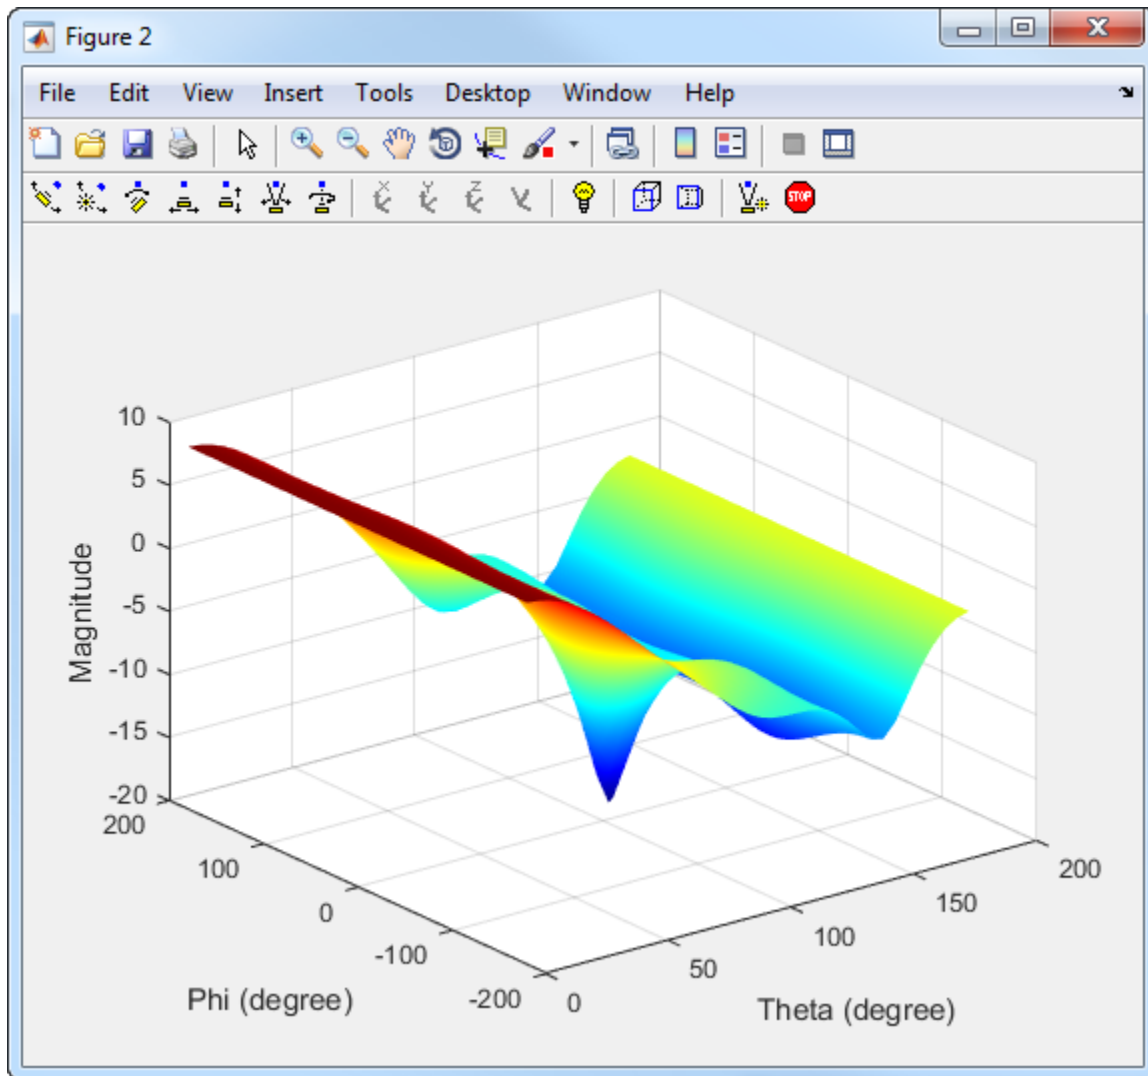 Figure 2
File Edit View Insert Tools Desktop Window Help
X Y Z
STOP
Magnitude
10
5
0
-5
-10
-15
-20
200
100
0
-100
-200
Phi (degree)
0
50
100
150
200
Theta (degree)